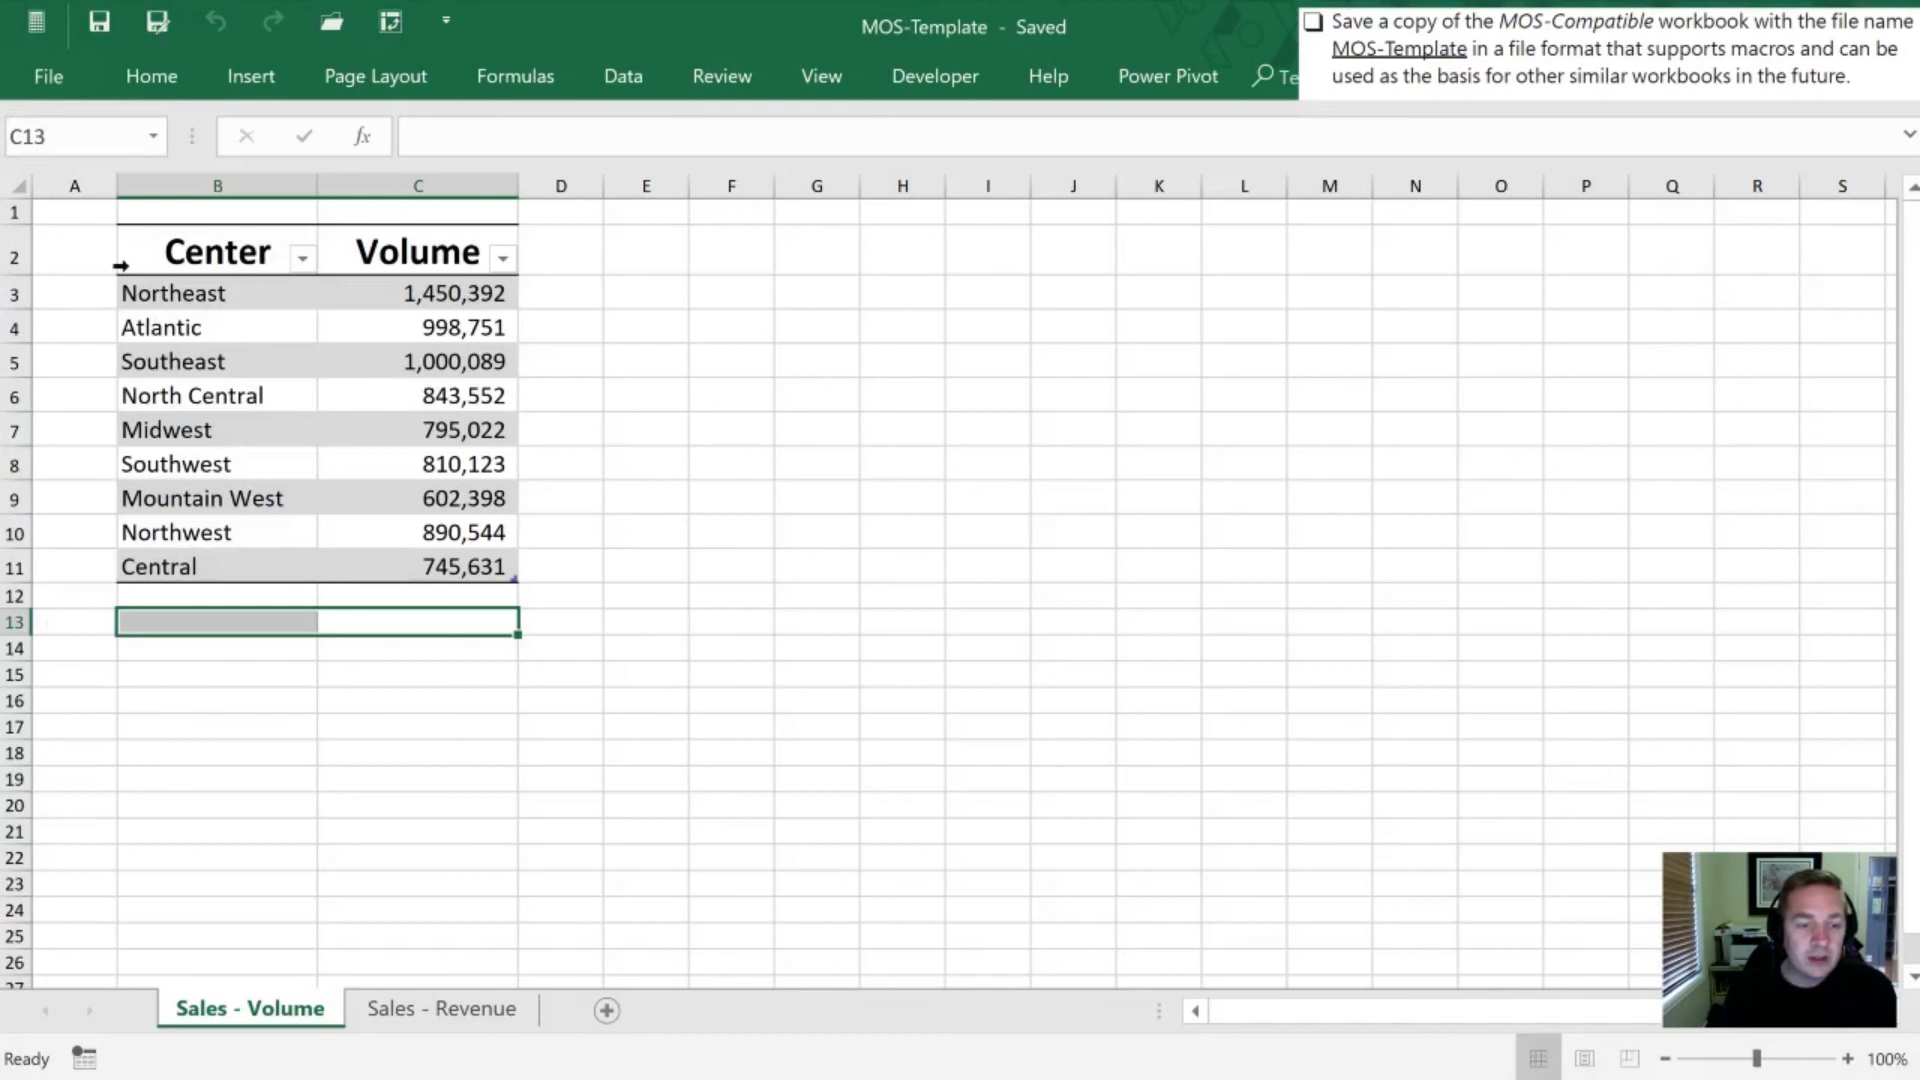 MOS-Template - Saved
Save a copy of the MOS-Compatible workbook with the file name
MOS-Template in a file format that supports macros and can be
used as the basis for other similar workbooks in the future.
File Home Insert Page Layout Formulas Data Review View Developer Help Power Pivot Te
C13 fx
A B C D E F G H I J K L M N O P Q R S
1
2 Center Volume
3 Northeast 1,450,392
4 Atlantic 998,751
5 Southeast 1,000,089
6 North Central 843,552
7 Midwest 795,022
8 Southwest 810,123
9 Mountain West 602,398
10 Northwest 890,544
11 Central 745,631
12
13
14
15
16
17
18
19
20
21
22
23
24
25
26
27
Sales - Volume Sales - Revenue
Ready 100%